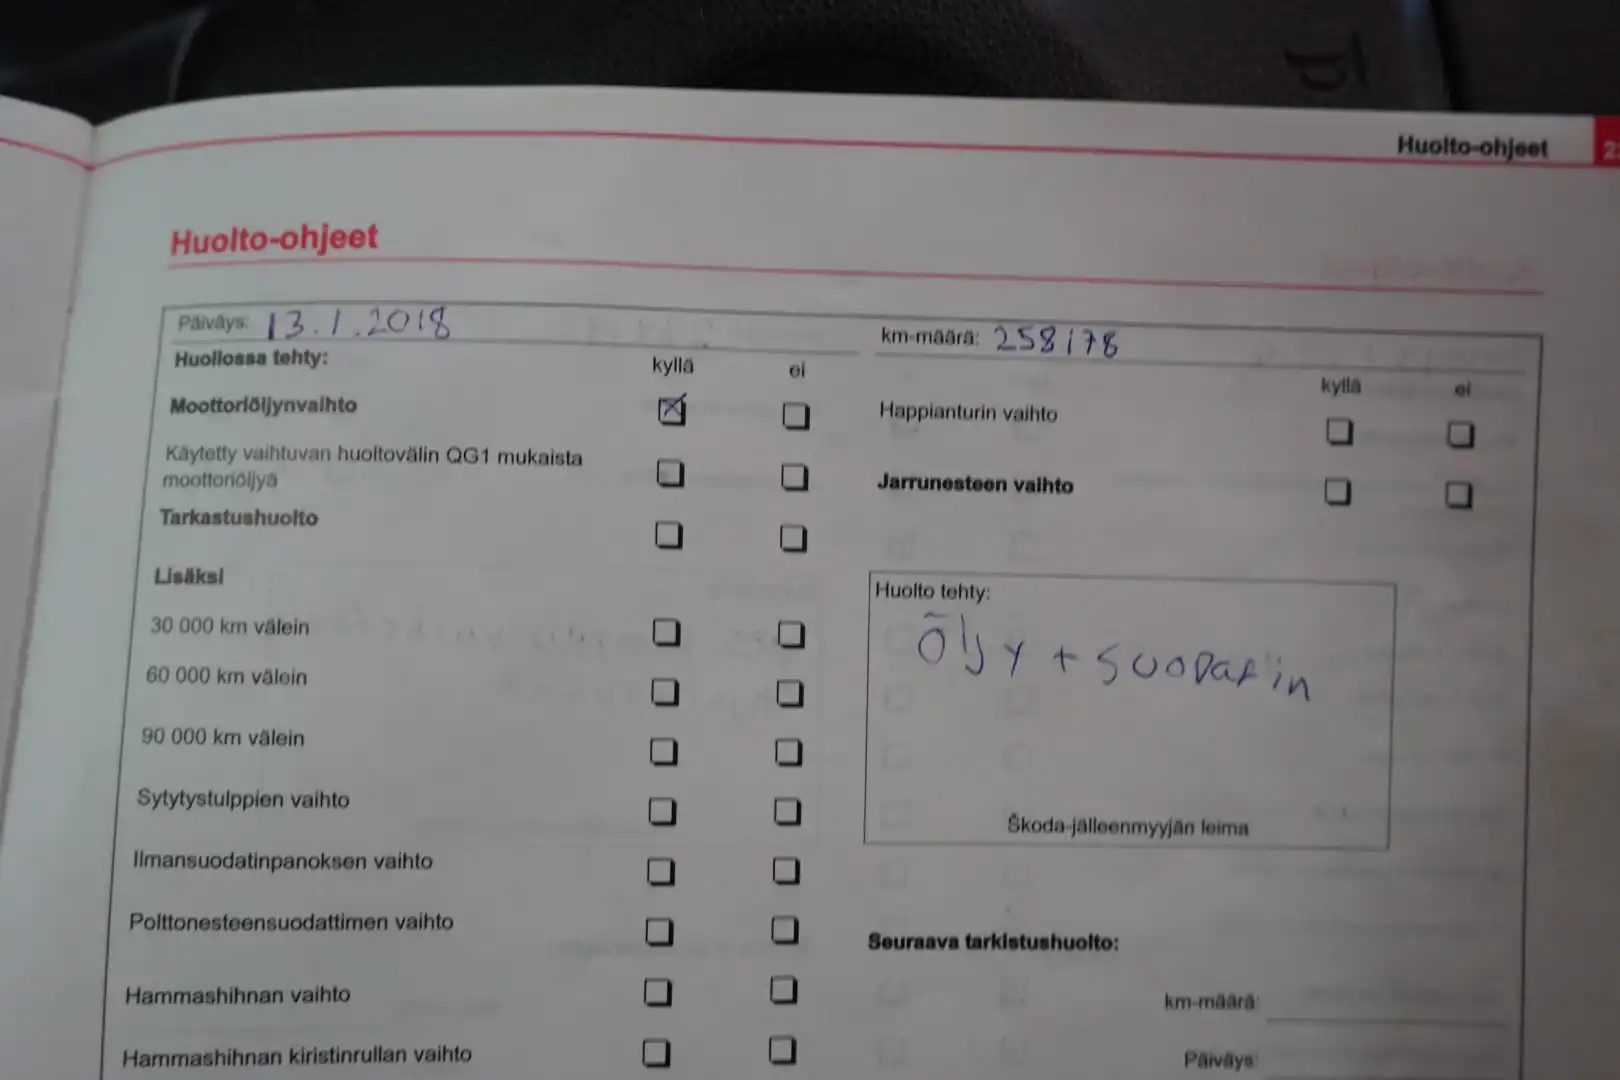 Huolto-ohjeet
Huolto-ohjeet
Päiväys: 13.1.2018
km-määrä: 258178
Huollossa tehty:
kyllä ei
kyllä ei
Moottoriöljynvaihto
Happianturin vaihto
Käytetty vaihtuvan huoltovälin QG1 mukaista
moottoriöljyä
Jarrunesteen vaihto
Tarkastushuolto
Lisäksi
30 000 km välein
60 000 km välein
90 000 km välein
Sytytystulppien vaihto
Ilmansuodatinpanoksen vaihto
Polttonesteensuodattimen vaihto
Hammashihnan vaihto
Hammashihnan kiristinrullan vaihto
Huolto tehty:
Öljy + suodatin
Škoda-jälleenmyyjän leima
Seuraava tarkistushuolto:
km-määrä:
Päiväys: